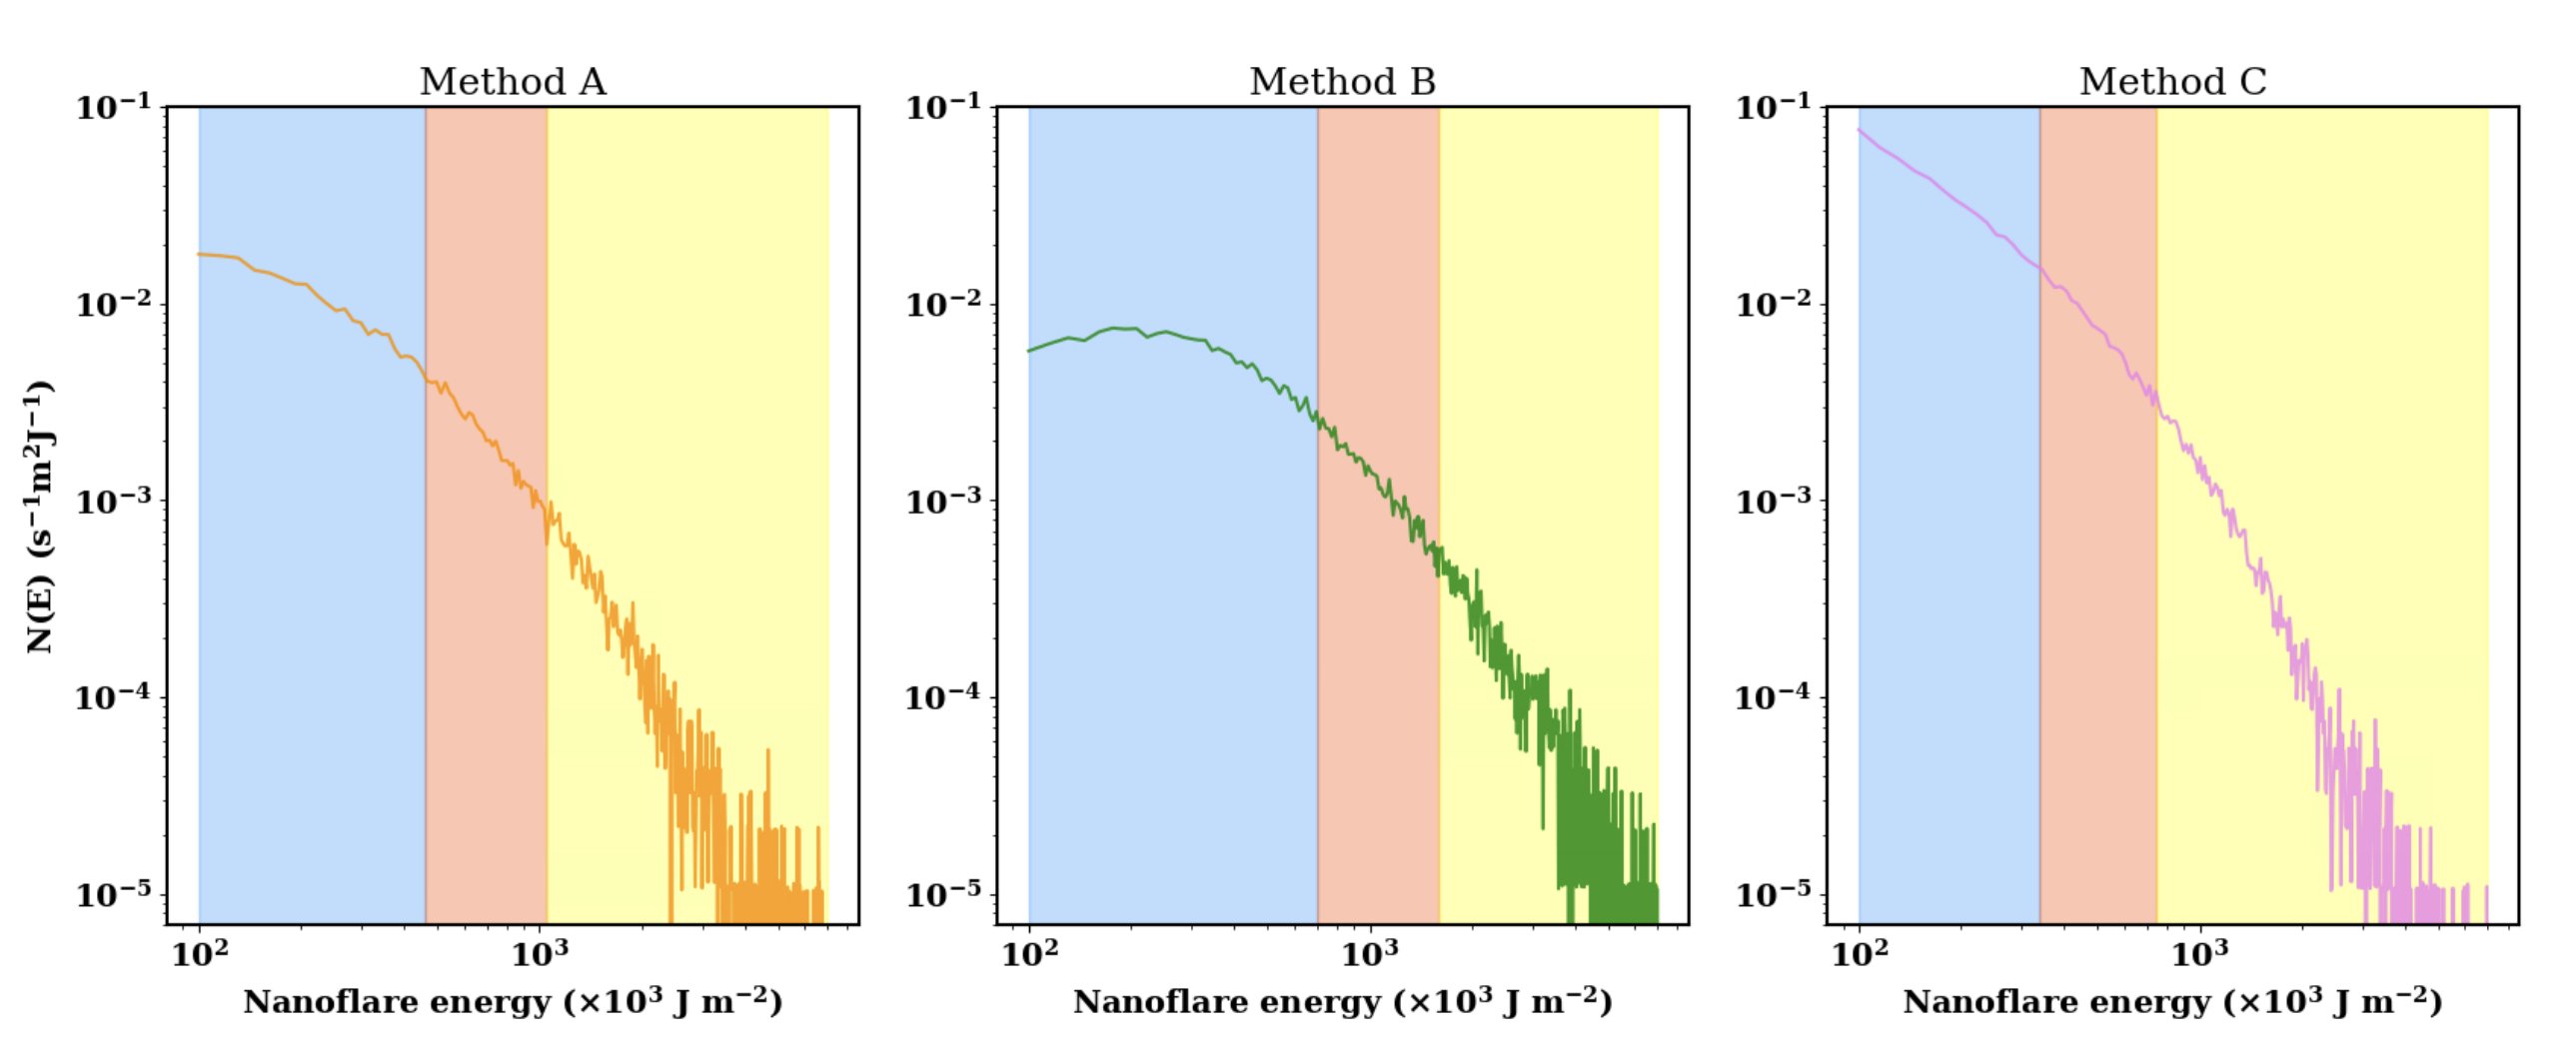 Method A
Method B
Method C
N(E) (s⁻¹m²J⁻¹)
10⁻¹
10⁻²
10⁻³
10⁻⁴
10⁻⁵
10⁻¹
10⁻²
10⁻³
10⁻⁴
10⁻⁵
10⁻¹
10⁻²
10⁻³
10⁻⁴
10⁻⁵
10² 10³
10² 10³
10² 10³
Nanoflare energy (×10³ J m⁻²)
Nanoflare energy (×10³ J m⁻²)
Nanoflare energy (×10³ J m⁻²)